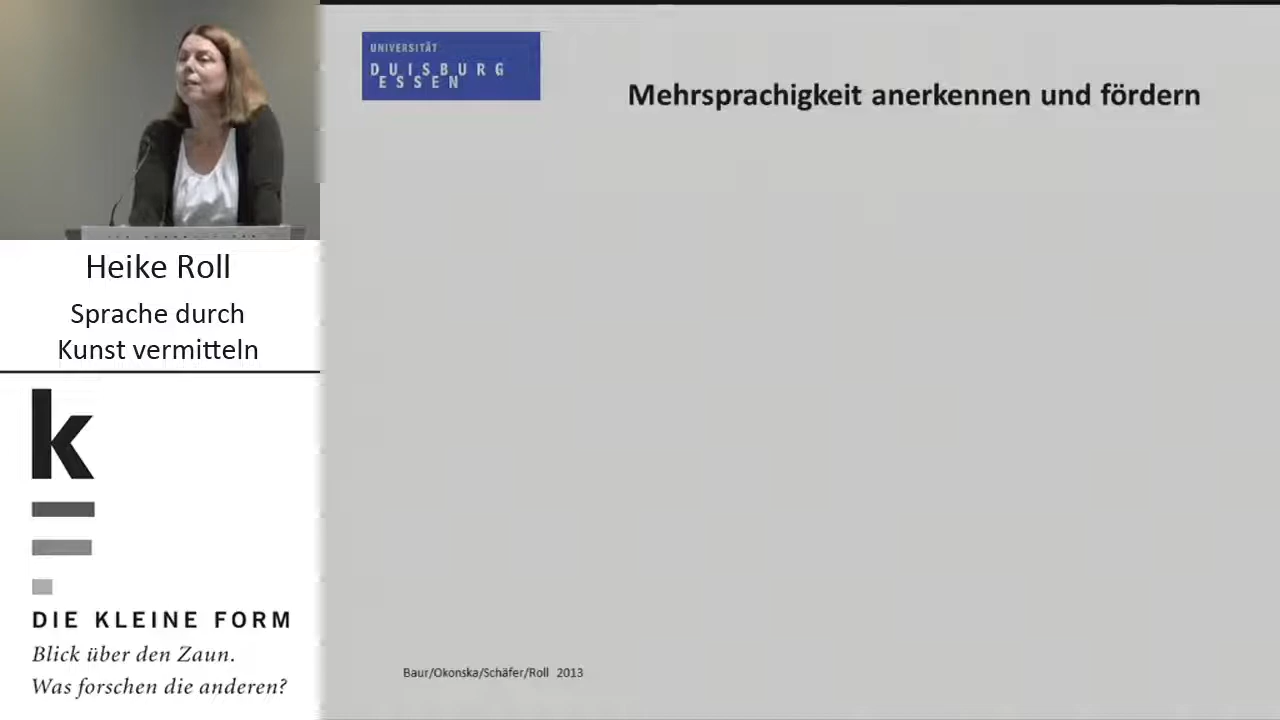 Heike Roll
Sprache durch
Kunst vermitteln
k
DIE KLEINE FORM
Blick über den Zaun.
Was forschen die anderen?
UNIVERSITÄT
DUISBURG
ESSEN
Mehrsprachigkeit anerkennen und fördern
Baur/Okonska/Schäfer/Roll 2013